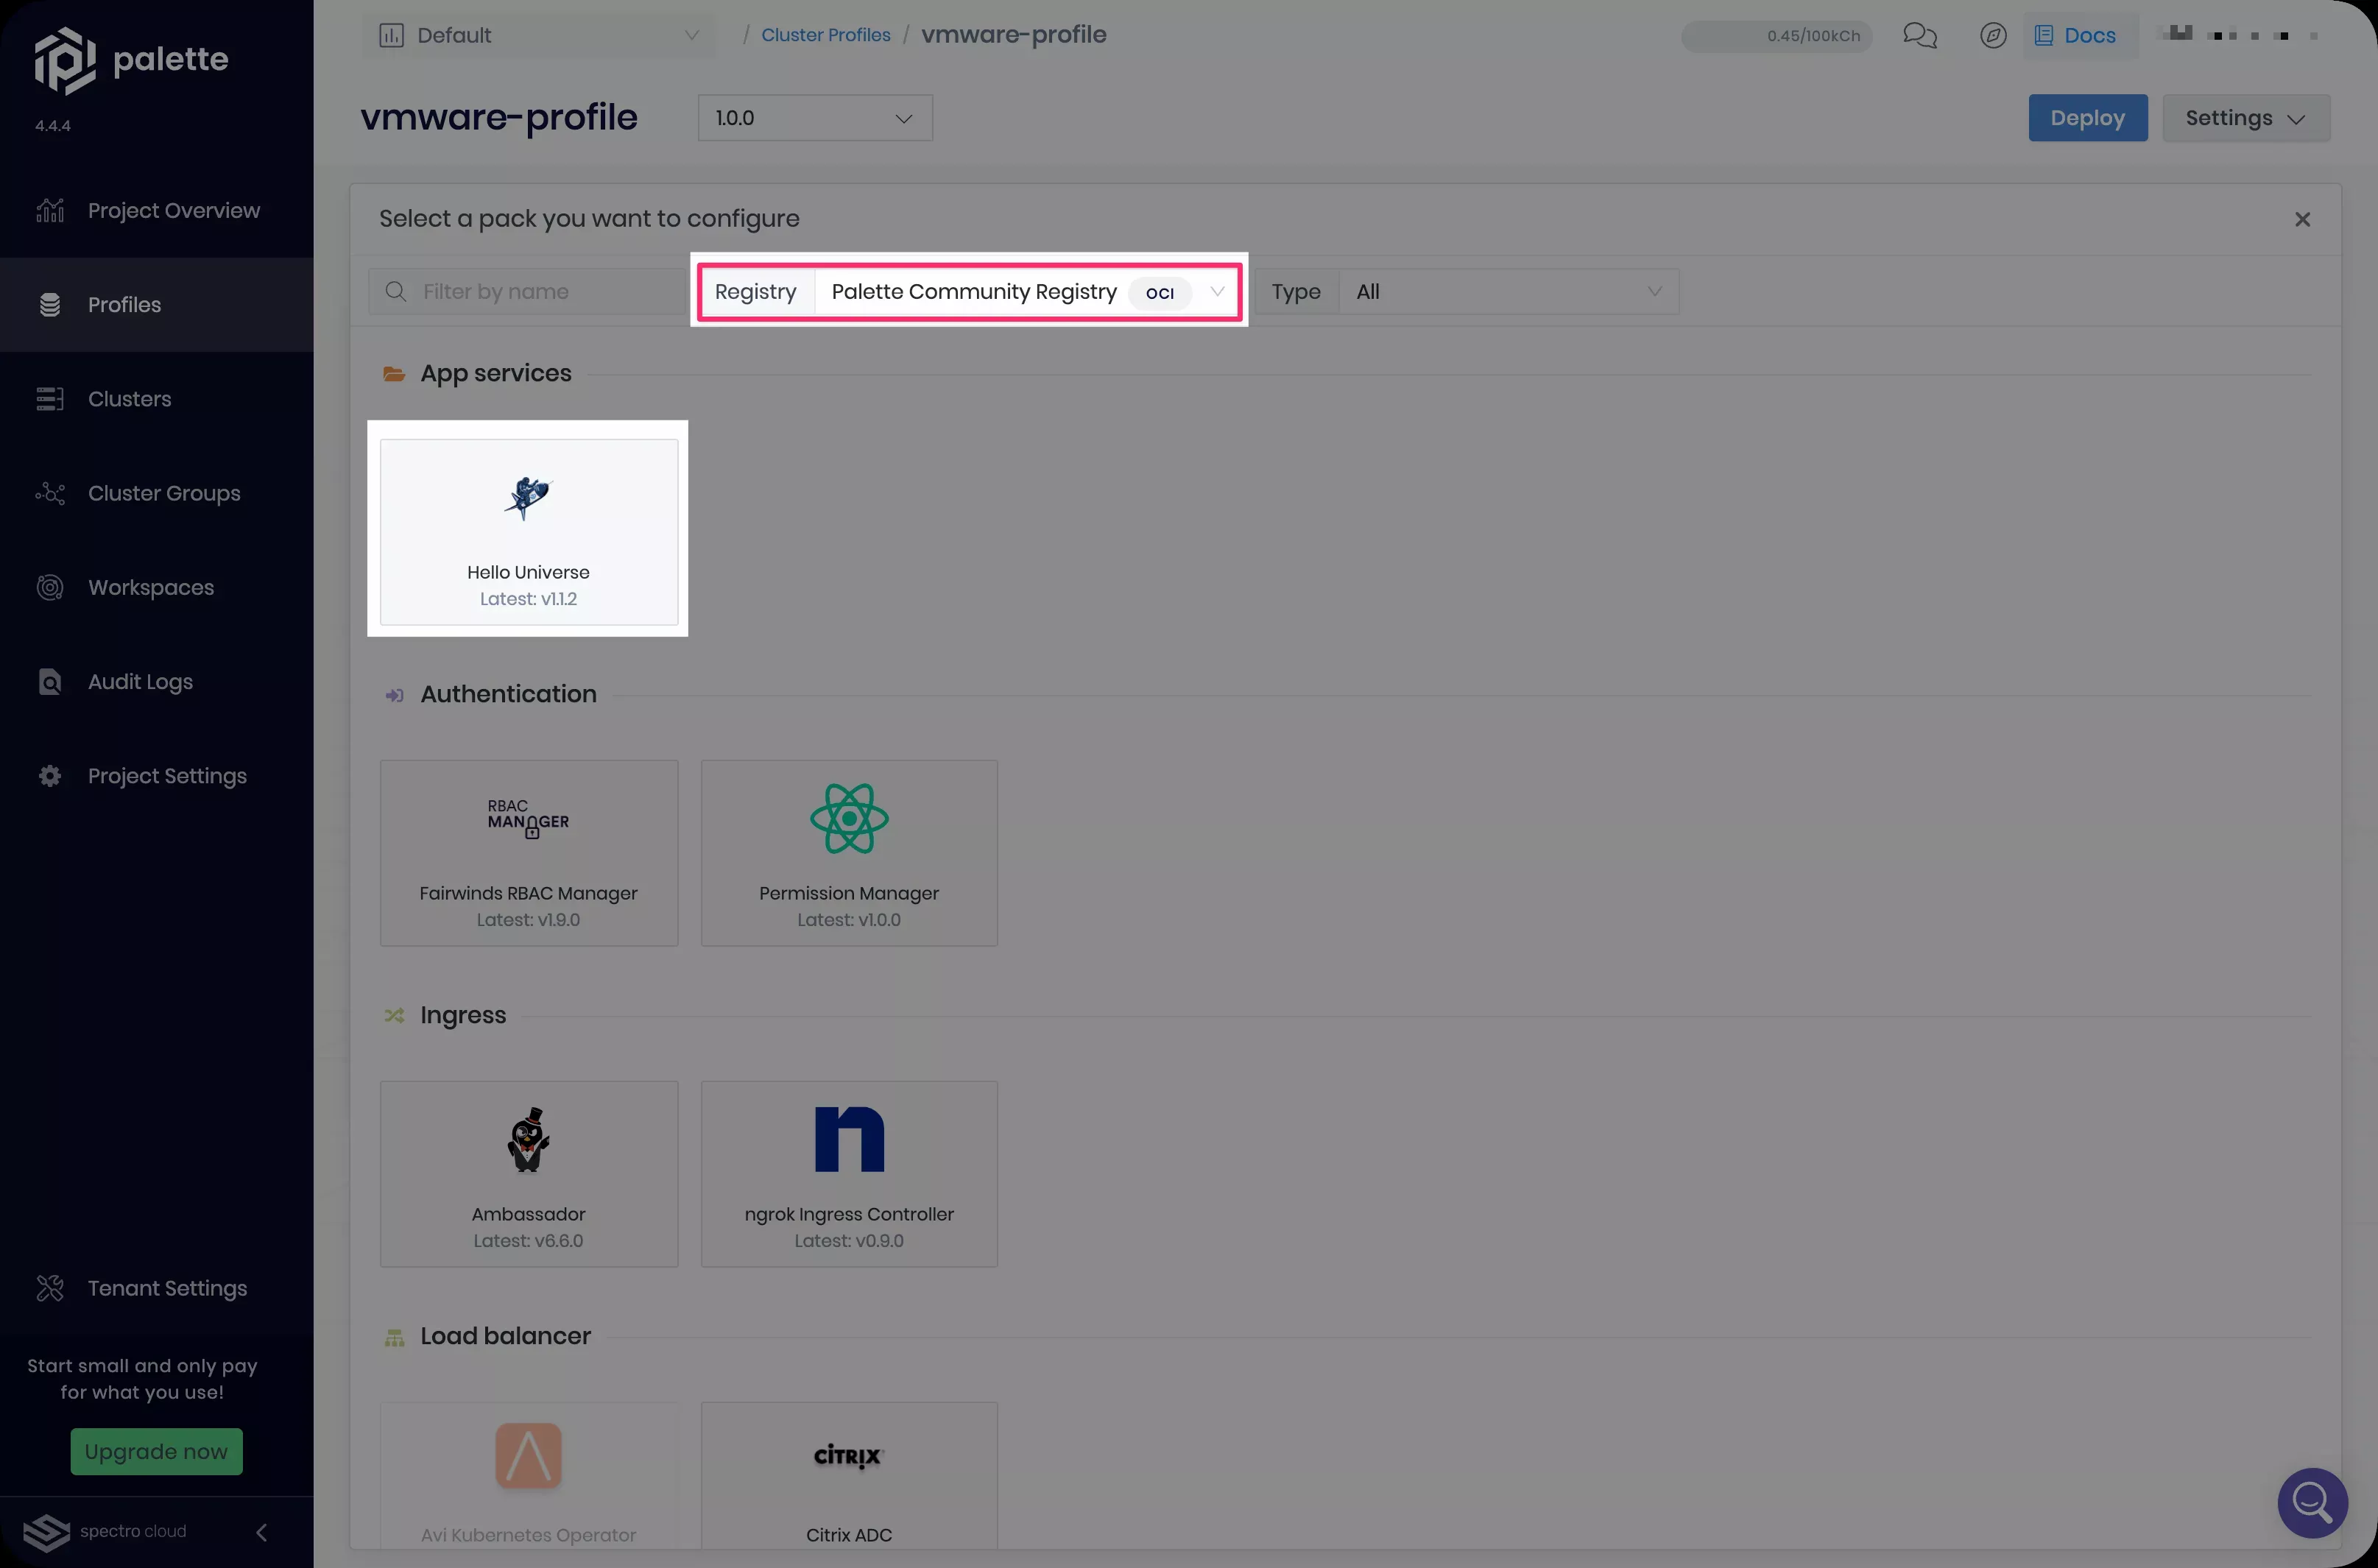 palette
4.4.4
Project Overview
Profiles
Clusters
Cluster Groups
Workspaces
Audit Logs
Project Settings
Tenant Settings
Start small and only pay
for what you use!
Upgrade now
spectro cloud
Default
/ Cluster Profiles / vmware-profile
0.45/100kCh
Docs
vmware-profile
1.0.0
Deploy
Settings
Select a pack you want to configure
Filter by name
Registry Palette Community Registry OCI
Type All
App services
Hello Universe
Latest: v1.1.2
Authentication
RBAC
MANAGER
Fairwinds RBAC Manager
Latest: v1.9.0
Permission Manager
Latest: v1.0.0
Ingress
Ambassador
Latest: v6.6.0
n
ngrok Ingress Controller
Latest: v0.9.0
Load balancer
Avi Kubernetes Operator
citrix
Citrix ADC